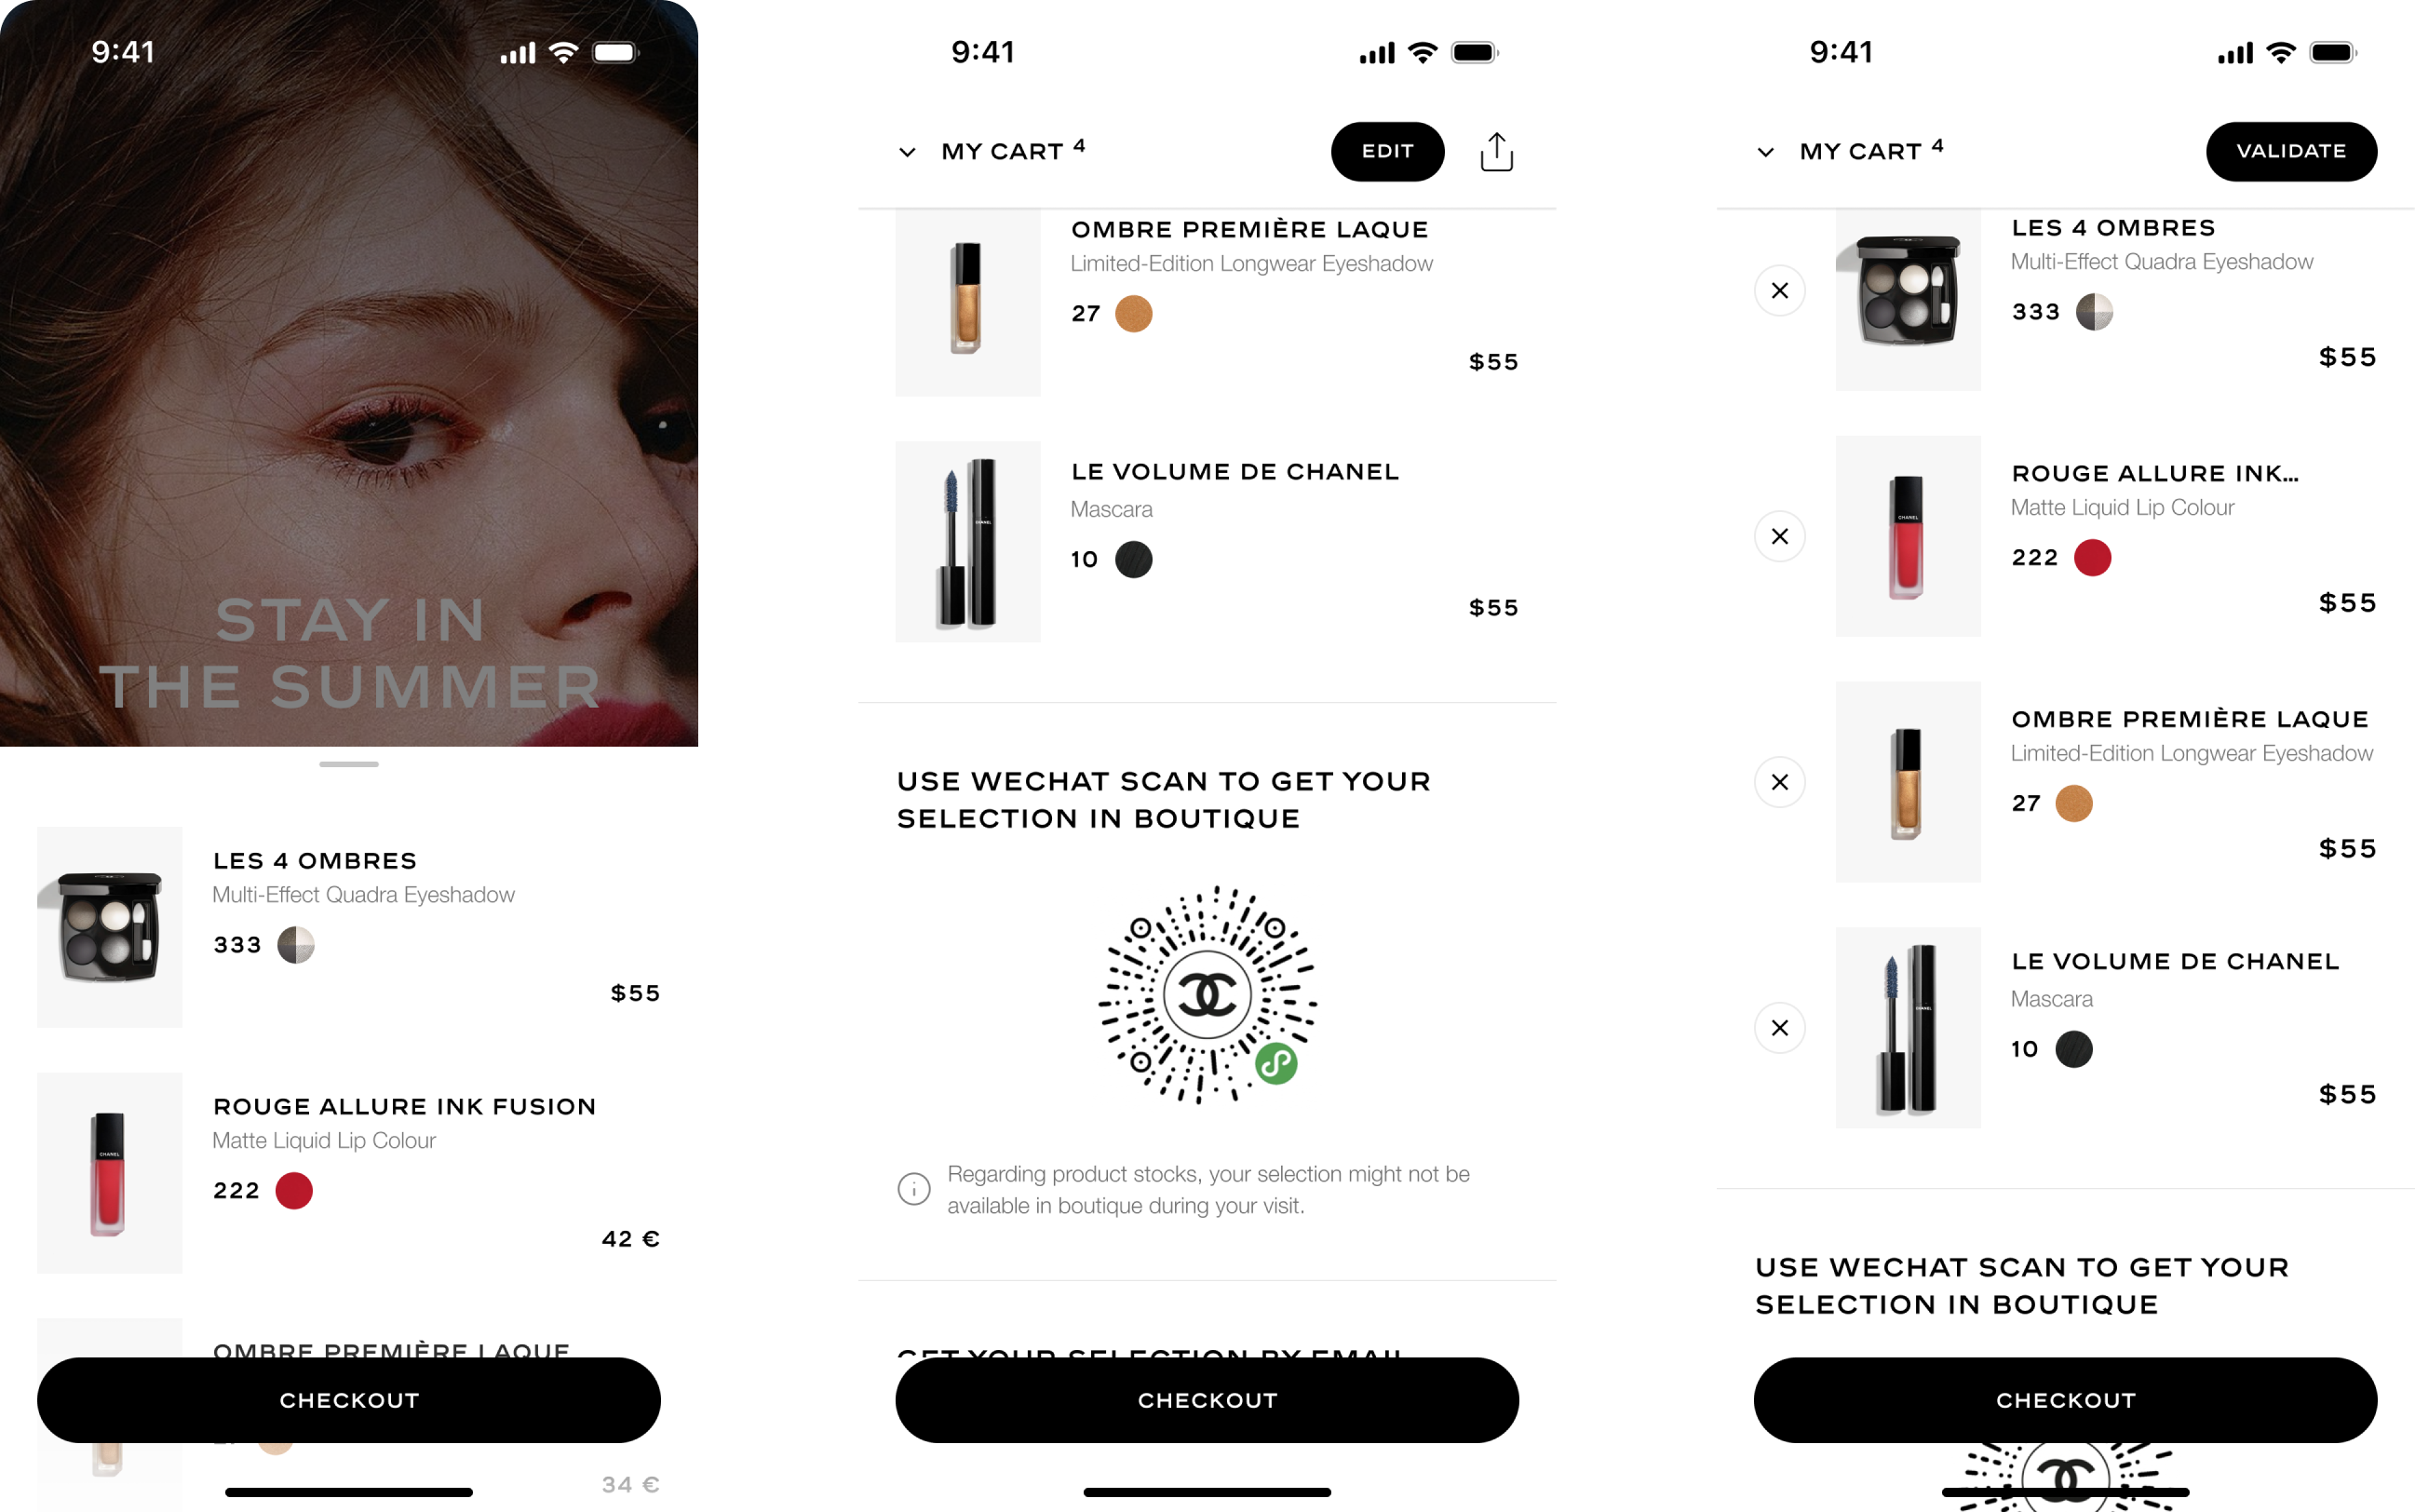 9:41
STAY IN
THE SUMMER
LES 4 OMBRES
Multi-Effect Quadra Eyeshadow
333
$55
ROUGE ALLURE INK FUSION
Matte Liquid Lip Colour
222
42 €
OMBRE PREMIÈRE LAQUE
CHECKOUT
34 €
9:41
MY CART 4
EDIT
OMBRE PREMIÈRE LAQUE
Limited-Edition Longwear Eyeshadow
27
$55
LE VOLUME DE CHANEL
Mascara
10
$55
USE WECHAT SCAN TO GET YOUR
SELECTION IN BOUTIQUE
Regarding product stocks, your selection might not be
available in boutique during your visit.
GET YOUR SELECTION BY EMAIL
CHECKOUT
9:41
MY CART 4
VALIDATE
LES 4 OMBRES
Multi-Effect Quadra Eyeshadow
333
$55
CHANEL
ROUGE ALLURE INK...
Matte Liquid Lip Colour
222
$55
OMBRE PREMIÈRE LAQUE
Limited-Edition Longwear Eyeshadow
27
$55
LE VOLUME DE CHANEL
Mascara
10
$55
USE WECHAT SCAN TO GET YOUR
SELECTION IN BOUTIQUE
CHECKOUT